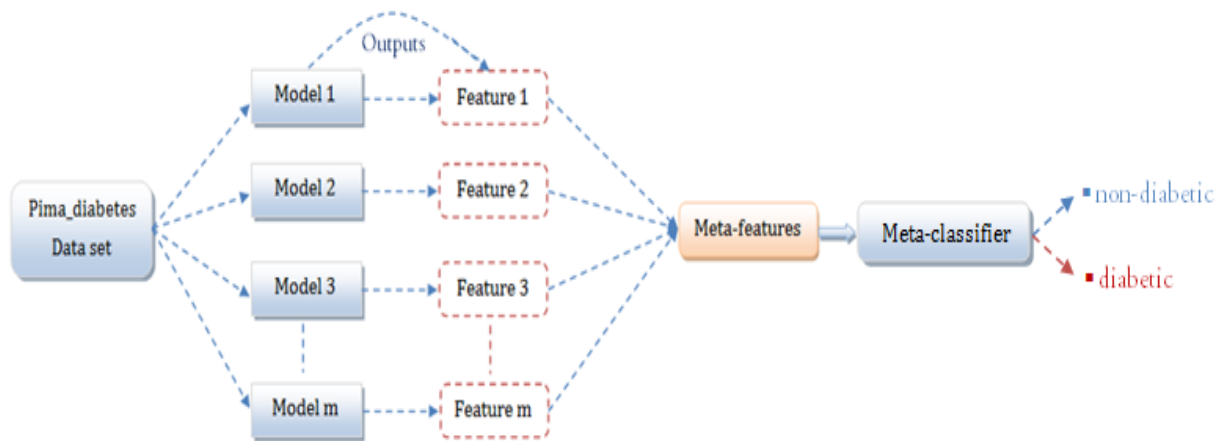 Outputs
Model 1
Feature 1
Model 2
Feature 2
Pima_diabetes
Data set
Meta-features
Meta-classifier
non-diabetic
diabetic
Model 3
Feature 3
Model m
Feature m